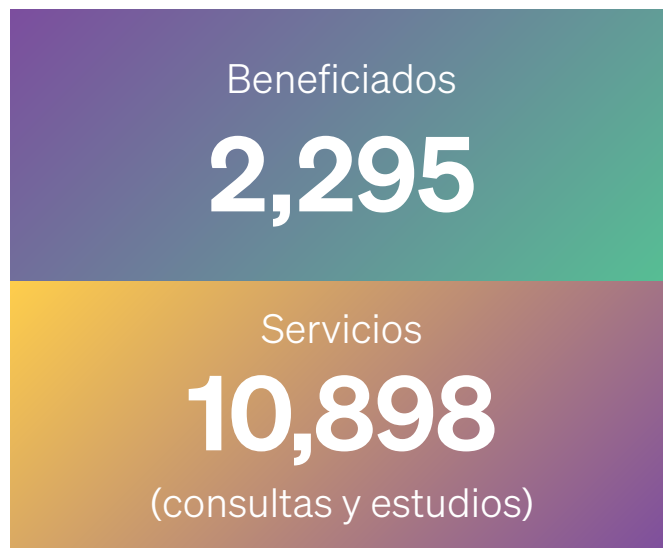 Beneficiados
2,295
Servicios
10,898
(consultas y estudios)